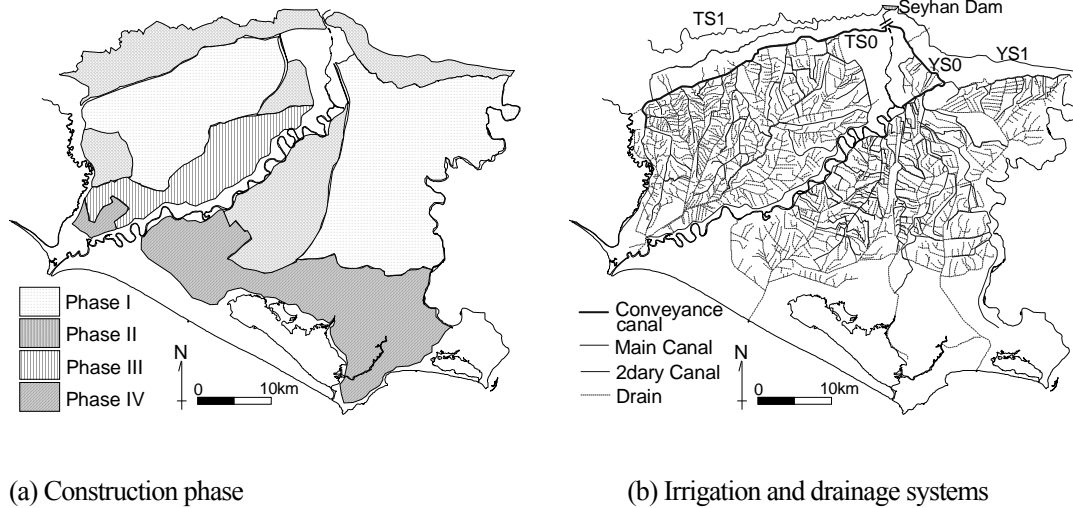 Phase I
Phase II
Phase III
Phase IV
N
0 10km
(a) Construction phase
Seyhan Dam
TS1
TS0
YS1
YS0
Conveyance
canal
Main Canal
2dary Canal
Drain
N
0 10km
(b) Irrigation and drainage systems